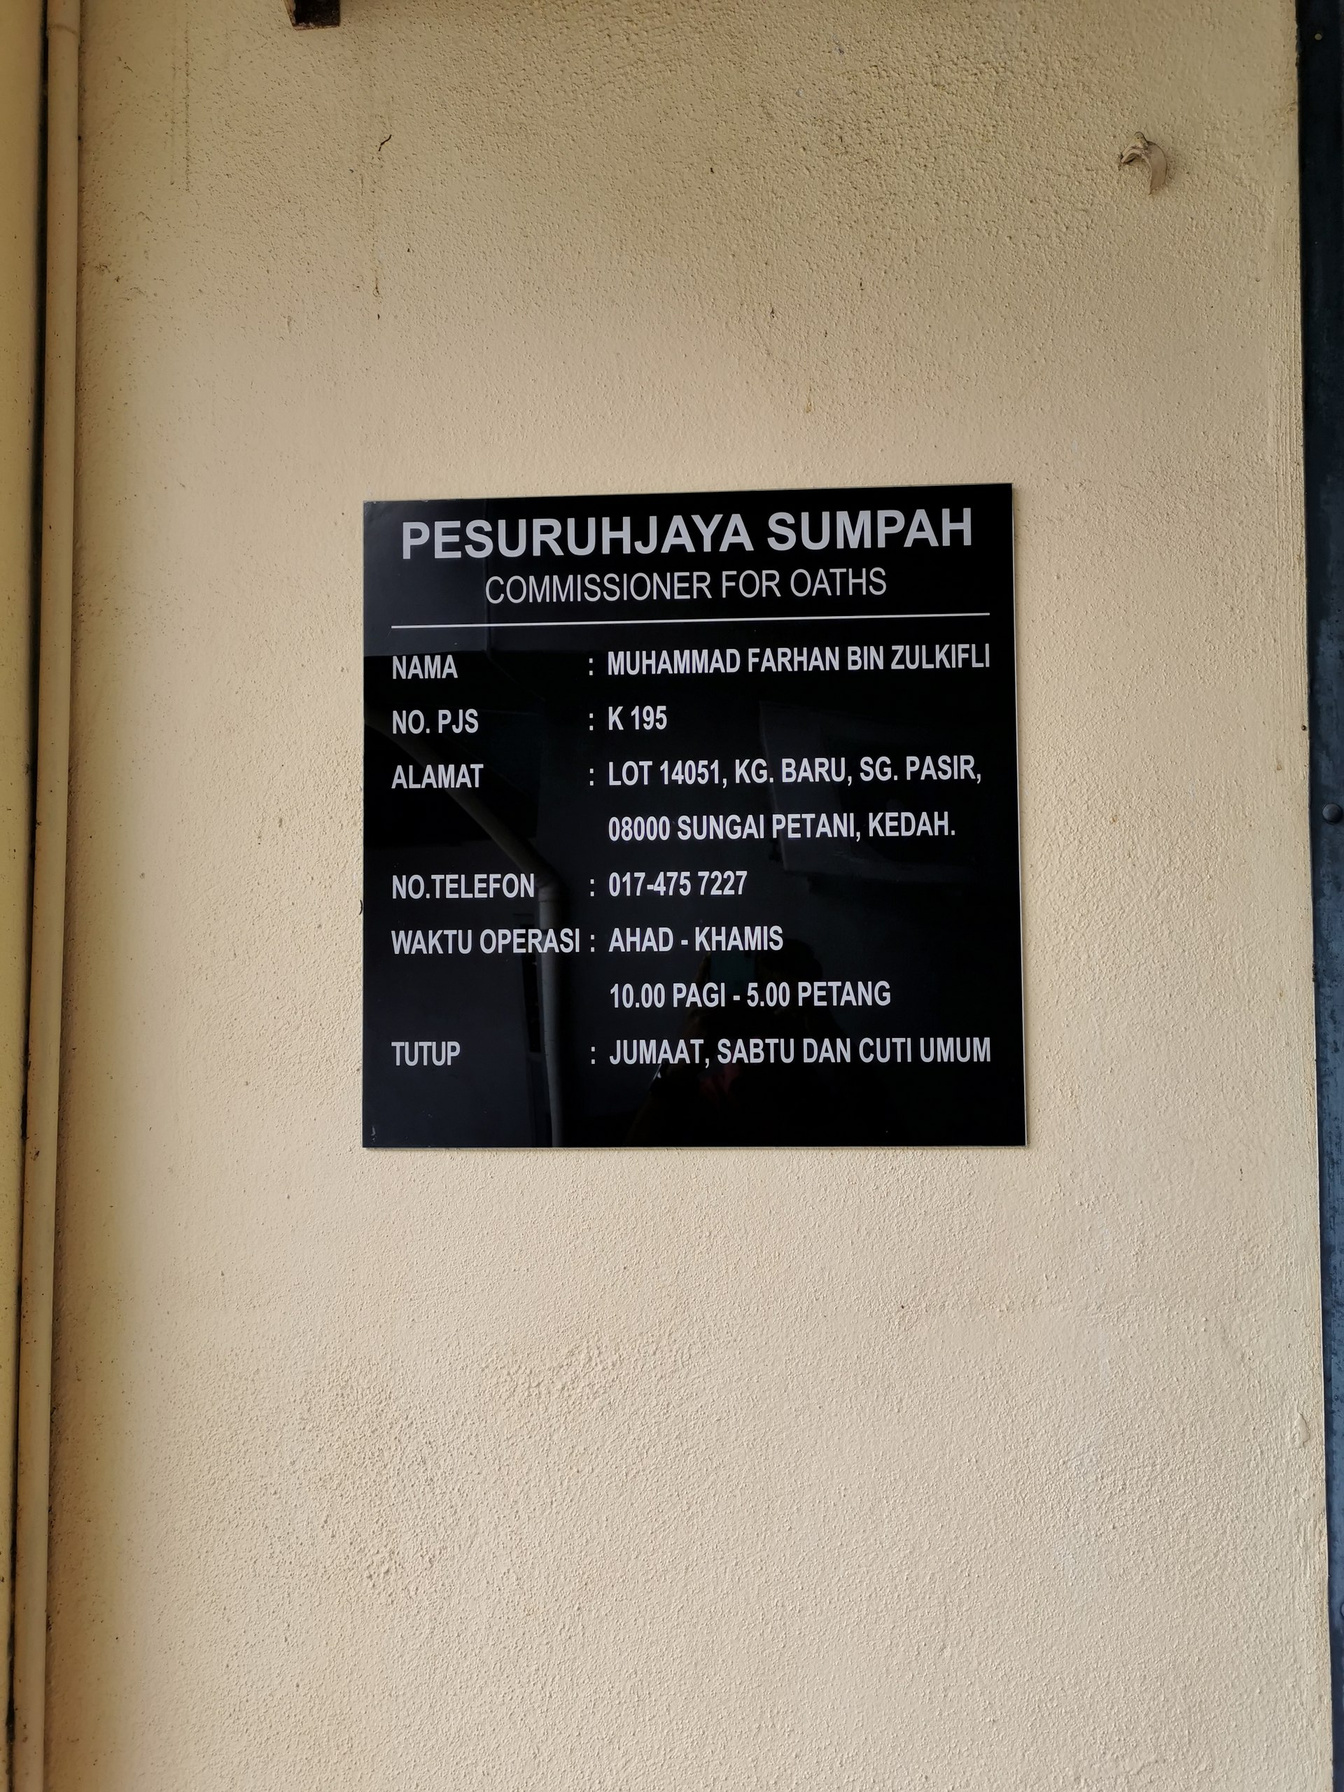 PESURUHJAYA SUMPAH
COMMISSIONER FOR OATHS
NAMA : MUHAMMAD FARHAN BIN ZULKIFLI
NO. PJS : K 195
ALAMAT : LOT 14051, KG. BARU, SG. PASIR,
08000 SUNGAI PETANI, KEDAH.
NO.TELEFON : 017-475 7227
WAKTU OPERASI : AHAD - KHAMIS
10.00 PAGI - 5.00 PETANG
TUTUP : JUMAAT, SABTU DAN CUTI UMUM